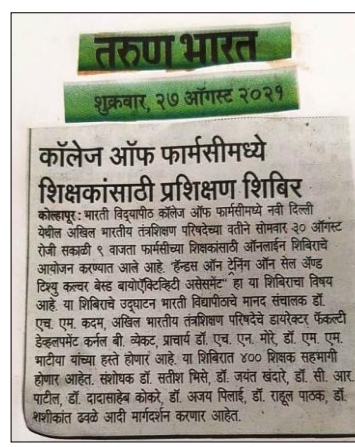 तरुण भारत
शुक्रवार, २७ ऑगस्ट २०२१
कॉलेज ऑफ फार्मसीमध्ये
शिक्षकांसाठी प्रशिक्षण शिबिर
कोल्हापूर : भारती विद्यापीठ कॉलेज ऑफ फार्मसीमध्ये नवी दिल्ली
येथील अखिल भारतीय तंत्रशिक्षण परिषदेच्या वतीने सोमवार ३० ऑगस्ट
रोजी सकाळी ९ वाजता फार्मसीच्या शिक्षकांसाठी ऑनलाईन शिबिराचे
आयोजन करण्यात आले आहे. 'हॅन्डस ऑन ट्रेनिंग ऑन सेल ॲण्ड
टिश्यु कल्चर बेस्ड बायोऍक्टिव्हिटी असेसमेंट' हा या शिबिराचा विषय
आहे. या शिबिराचे उद्घाटन भारती विद्यापीठाचे मानद संचालक डॉ.
एच. एम. कदम, अखिल भारतीय तंत्रशिक्षण परिषदेचे डायरेक्टर फॅकल्टी
डेव्हलपमेंट कर्नल बी. व्यंकट, प्राचार्य डॉ. एच. एन. मोरे, डॉ. एम. एम.
भाटीया यांच्या हस्ते होणार आहे. या शिबिरात ४०० शिक्षक सहभागी
होणार आहेत. संशोधक डॉ. सतीश भिसे, डॉ. जयंत खंदारे, डॉ. सी. आर.
पाटील, डॉ. दादासाहेब कोकरे, डॉ. अजय पिलाई, डॉ. राहूल पाठक, डॉ.
शशीकांत ढवळे आदी मार्गदर्शन करणार आहेत.